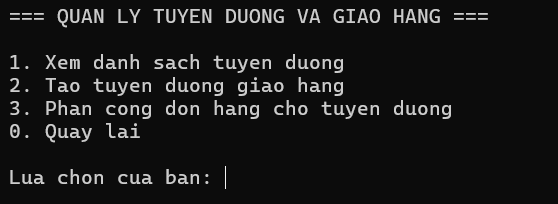 === QUAN LY TUYEN DUONG VA GIAO HANG ===
1. Xem danh sach tuyen duong
2. Tao tuyen duong giao hang
3. Phan cong don hang cho tuyen duong
0. Quay lai
Lua chon cua ban: